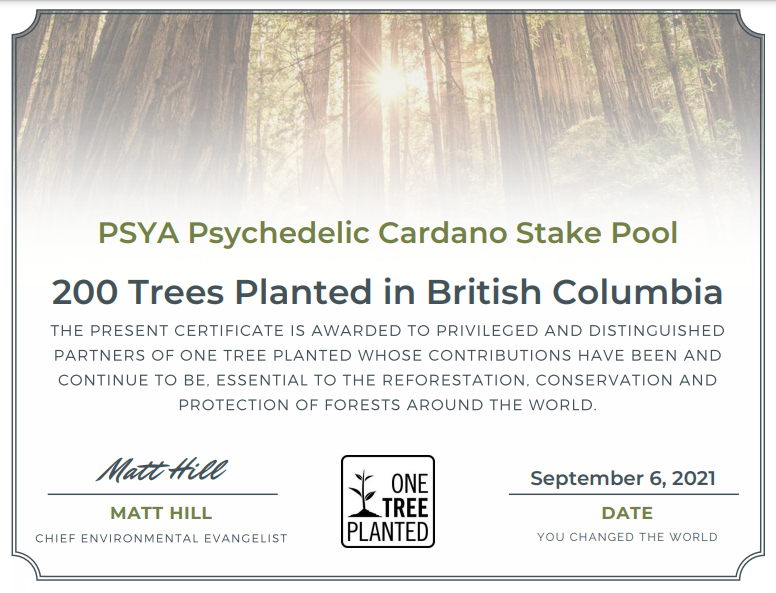 PSYA Psychedelic Cardano Stake Pool
200 Trees Planted in British Columbia
THE PRESENT CERTIFICATE IS AWARDED TO PRIVILEGED AND DISTINGUISHED
PARTNERS OF ONE TREE PLANTED WHOSE CONTRIBUTIONS HAVE BEEN AND
CONTINUE TO BE, ESSENTIAL TO THE REFORESTATION, CONSERVATION AND
PROTECTION OF FORESTS AROUND THE WORLD.
Matt Hill
MATT HILL
CHIEF ENVIRONMENTAL EVANGELIST
ONE
TREE
PLANTED
September 6, 2021
DATE
YOU CHANGED THE WORLD